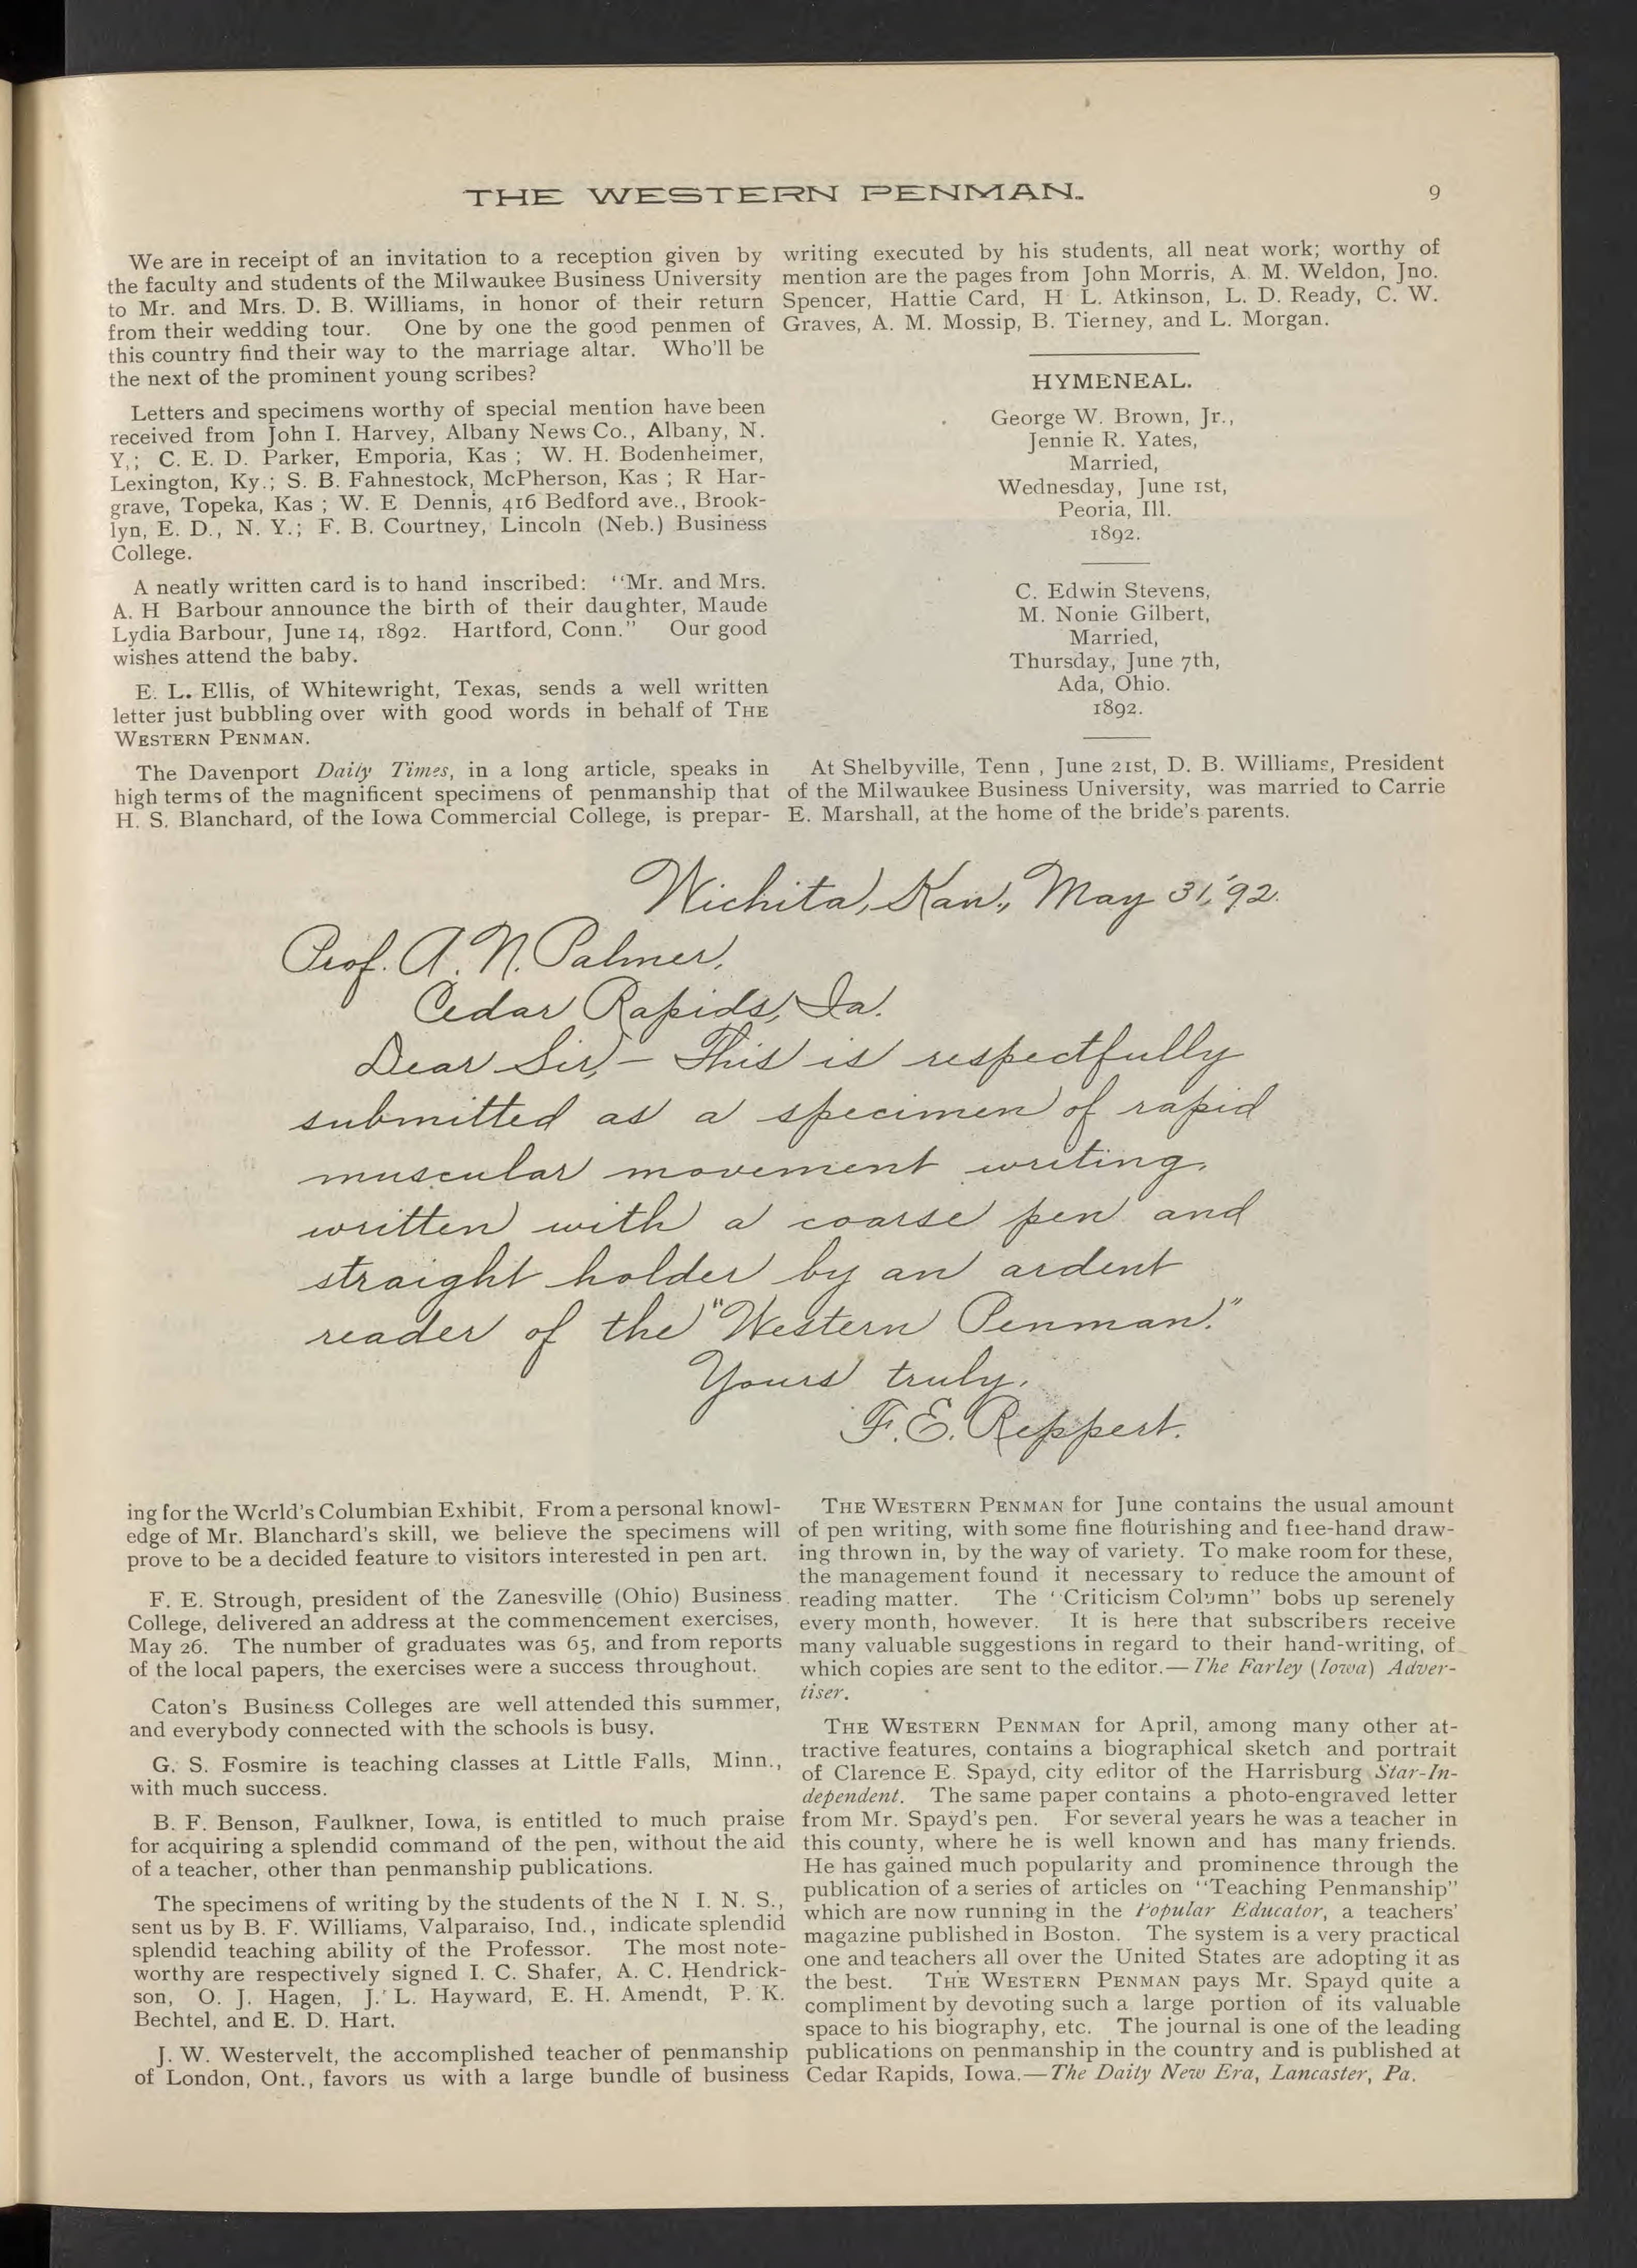 THE WESTERN PENMAN.
9
We are in receipt of an invitation to a reception given by
the faculty and students of the Milwaukee Business University
to Mr. and Mrs. D. B. Williams, in honor of their return
from their wedding tour. One by one the good penmen of
this country find their way to the marriage altar. Who'll be
the next of the prominent young scribes?
Letters and specimens worthy of special mention have been
received from John I. Harvey, Albany News Co., Albany, N.
Y,; C. E. D. Parker, Emporia, Kas ; W. H. Bodenheimer,
Lexington, Ky.; S. B. Fahnestock, McPherson, Kas ; R Har-
grave, Topeka, Kas ; W. E Dennis, 416 Bedford ave., Brook-
lyn, E. D., N. Y.; F. B. Courtney, Lincoln (Neb.) Business
College.
A neatly written card is to hand inscribed: "Mr. and Mrs.
A. H Barbour announce the birth of their daughter, Maude
Lydia Barbour, June 14, 1892. Hartford, Conn." Our good
wishes attend the baby.
E. L. Ellis, of Whitewright, Texas, sends a well written
letter just bubbling over with good words in behalf of THE
WESTERN PENMAN.
The Davenport Daily Times, in a long article, speaks in
high terms of the magnificent specimens of penmanship that
H. S. Blanchard, of the Iowa Commercial College, is prepar-
writing executed by his students, all neat work; worthy of
mention are the pages from John Morris, A. M. Weldon, Jno.
Spencer, Hattie Card, H L. Atkinson, L. D. Ready, C. W.
Graves, A. M. Mossip, B. Tierney, and L. Morgan.
HYMENEAL.
George W. Brown, Jr.,
Jennie R. Yates,
Married,
Wednesday, June 1st,
Peoria, Ill.
1892.
C. Edwin Stevens,
M. Nonie Gilbert,
Married,
Thursday, June 7th,
Ada, Ohio.
1892.
At Shelbyville, Tenn , June 21st, D. B. Williams, President
of the Milwaukee Business University, was married to Carrie
E. Marshall, at the home of the bride's parents.
Wichita, Kan., May 31, '92.
Prof. A. N. Palmer,
Cedar Rapids, Ia.
Dear Sir,— This is respectfully
submitted as a specimen of rapid
muscular movement writing,
written with a coarse pen and
straight holder by an ardent
reader of the "Western Penman."
Yours truly,
F. E. Reppert.
ing for the World's Columbian Exhibit. From a personal knowl-
edge of Mr. Blanchard's skill, we believe the specimens will
prove to be a decided feature to visitors interested in pen art.
F. E. Strough, president of the Zanesville (Ohio) Business
College, delivered an address at the commencement exercises,
May 26. The number of graduates was 65, and from reports
of the local papers, the exercises were a success throughout.
Caton's Business Colleges are well attended this summer,
and everybody connected with the schools is busy.
G. S. Fosmire is teaching classes at Little Falls, Minn.,
with much success.
B. F. Benson, Faulkner, Iowa, is entitled to much praise
for acquiring a splendid command of the pen, without the aid
of a teacher, other than penmanship publications.
The specimens of writing by the students of the N I. N. S.,
sent us by B. F. Williams, Valparaiso, Ind., indicate splendid
splendid teaching ability of the Professor. The most note-
worthy are respectively signed I. C. Shafer, A. C. Hendrick-
son, O. J. Hagen, J. L. Hayward, E. H. Amendt, P. K.
Bechtel, and E. D. Hart.
J. W. Westervelt, the accomplished teacher of penmanship
of London, Ont., favors us with a large bundle of business
THE WESTERN PENMAN for June contains the usual amount
of pen writing, with some fine flourishing and free-hand draw-
ing thrown in, by the way of variety. To make room for these,
the management found it necessary to reduce the amount of
reading matter. The "Criticism Column" bobs up serenely
every month, however. It is here that subscribers receive
many valuable suggestions in regard to their hand-writing, of
which copies are sent to the editor.—The Farley (Iowa) Adver-
tiser.
THE WESTERN PENMAN for April, among many other at-
tractive features, contains a biographical sketch and portrait
of Clarence E. Spayd, city editor of the Harrisburg Star-In-
dependent. The same paper contains a photo-engraved letter
from Mr. Spayd's pen. For several years he was a teacher in
this county, where he is well known and has many friends.
He has gained much popularity and prominence through the
publication of a series of articles on "Teaching Penmanship"
which are now running in the Popular Educator, a teachers'
magazine published in Boston. The system is a very practical
one and teachers all over the United States are adopting it as
the best. THE WESTERN PENMAN pays Mr. Spayd quite a
compliment by devoting such a large portion of its valuable
space to his biography, etc. The journal is one of the leading
publications on penmanship in the country and is published at
Cedar Rapids, Iowa.—The Daily New Era, Lancaster, Pa.